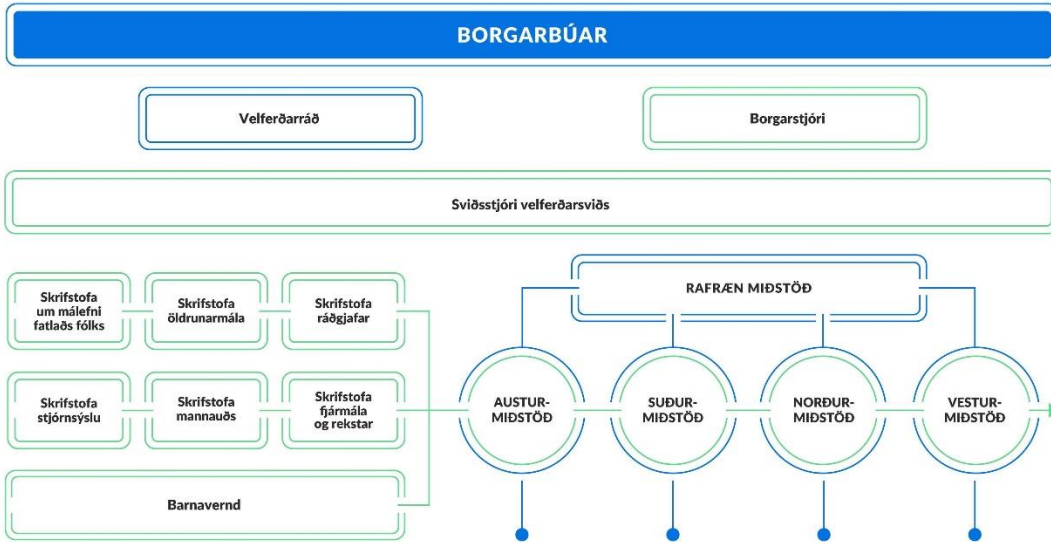 BORGARBÚAR
Velferðarráð
Borgarstjóri
Sviðsstjóri velferðarsviðs
Skrifstofa
um málefni
fatlaðs fólks
Skrifstofa
öldrunarmála
Skrifstofa
ráðgjafar
RAFRÆN MIÐSTÖÐ
Skrifstofa
stjórnsýslu
Skrifstofa
mannauðs
Skrifstofa
fjármála
og rekstar
AUSTUR-
MIÐSTÖÐ
SUÐUR-
MIÐSTÖÐ
NORÐUR-
MIÐSTÖÐ
VESTUR-
MIÐSTÖÐ
Barnavernd